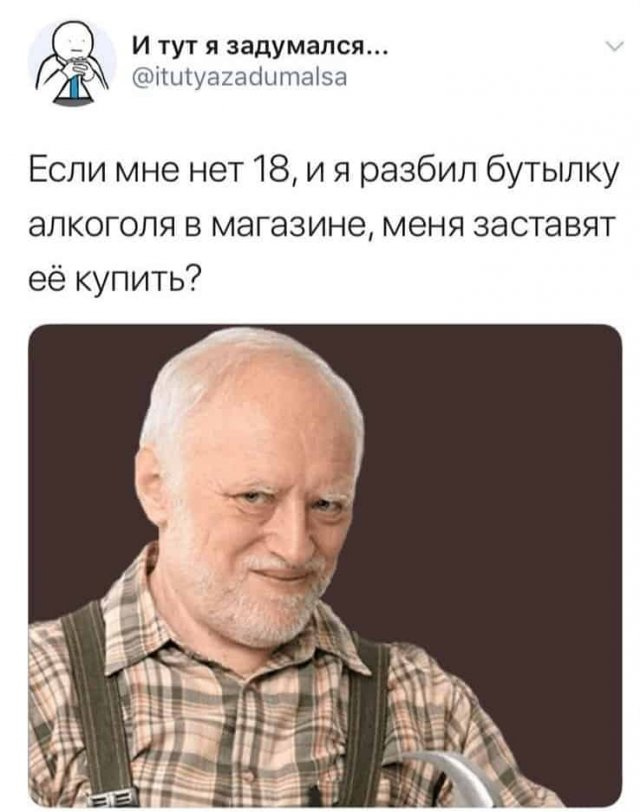 И тут я задумался...
@itutyazadumalsa
Если мне нет 18, и я разбил бутылку
алкоголя в магазине, меня заставят
её купить?